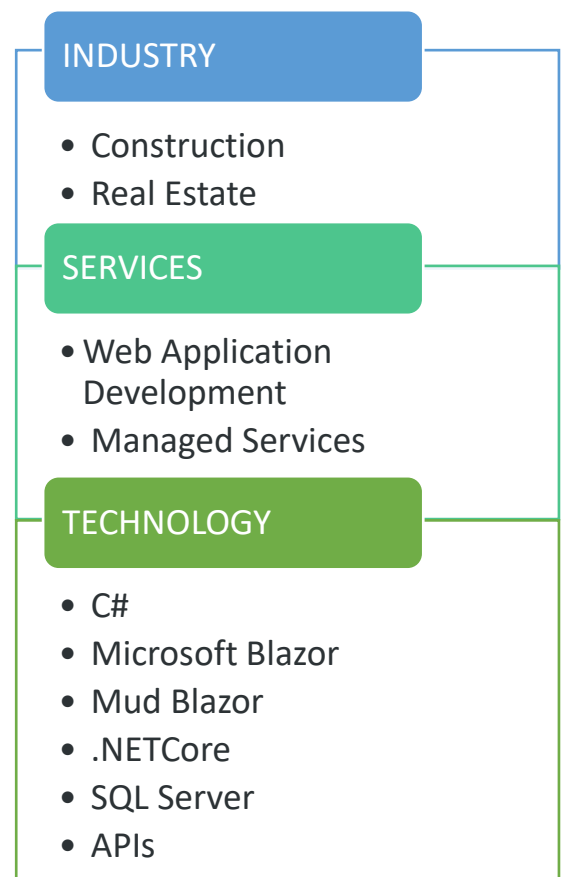 INDUSTRY
• Construction
• Real Estate
SERVICES
• Web Application
Development
• Managed Services
TECHNOLOGY
• C#
• Microsoft Blazor
• Mud Blazor
• .NETCore
• SQL Server
• APIs